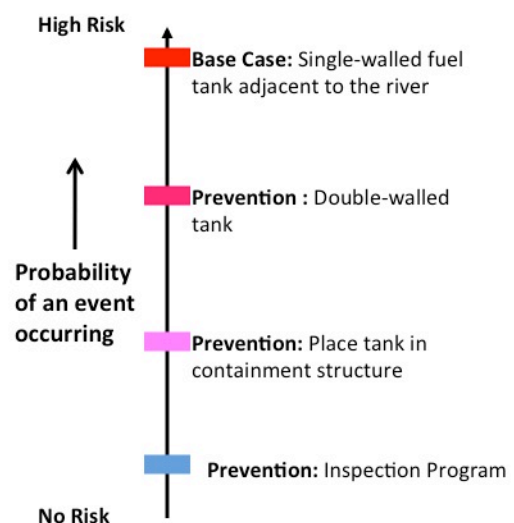 High Risk
Base Case: Single-walled fuel
tank adjacent to the river
Prevention : Double-walled
tank
Probability
of an event
occurring
Prevention: Place tank in
containment structure
Prevention: Inspection Program
No Risk